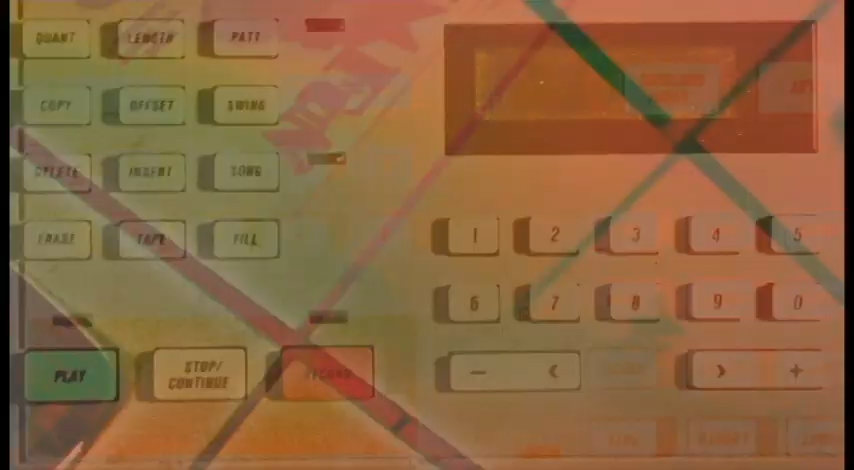 QUANT LENGTH PATT
COPY OFFSET SWING
DELETE INSERT SONG
ERASE TAPE FILL
1 2 3 4 5
6 7 8 9 0
PLAY STOP/
CONTINUE RECORD
- < > +